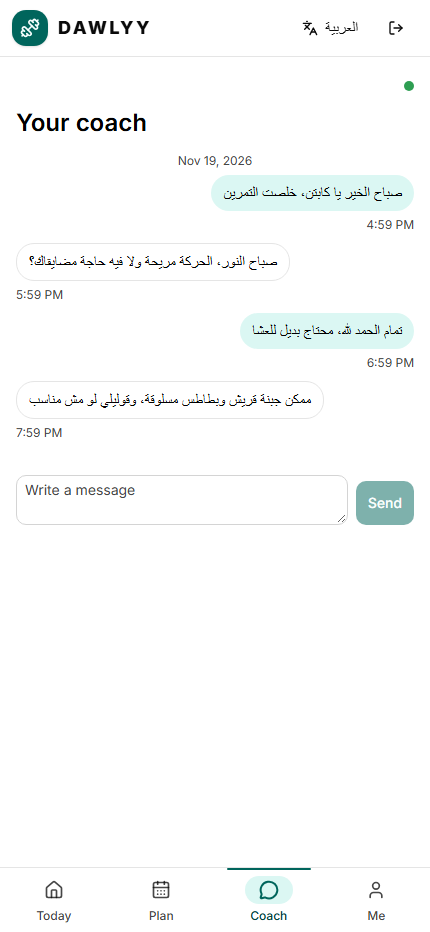 DAWLYY
العربية
Your coach
Nov 19, 2026
صباح الخير يا كابتن، خلصت التمرين
4:59 PM
صباح النور، الحركة مريحة ولا فيه حاجة مضايقاك؟
5:59 PM
تمام الحمد لله، محتاج بديل للعشا
6:59 PM
ممكن جبنة قريش وبطاطس مسلوقة، وقوليلي لو مش مناسب
7:59 PM
Write a message
Send
Today
Plan
Coach
Me